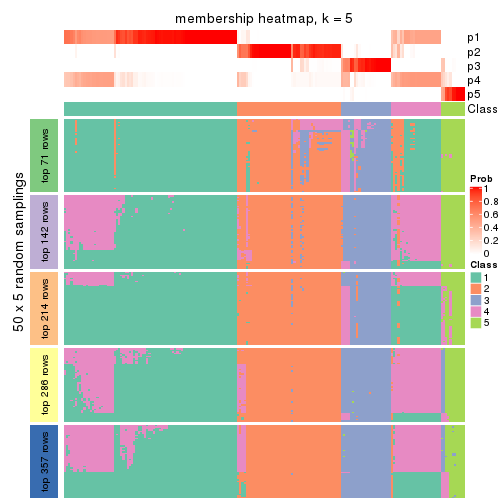 membership heatmap, k = 5
p1
p2
p3
p4
p5
Class
50 x 5 random samplings
top 71 rows
top 142 rows
top 214 rows
top 286 rows
top 357 rows
Prob
1
0.8
0.6
0.4
0.2
0
Class
1
2
3
4
5